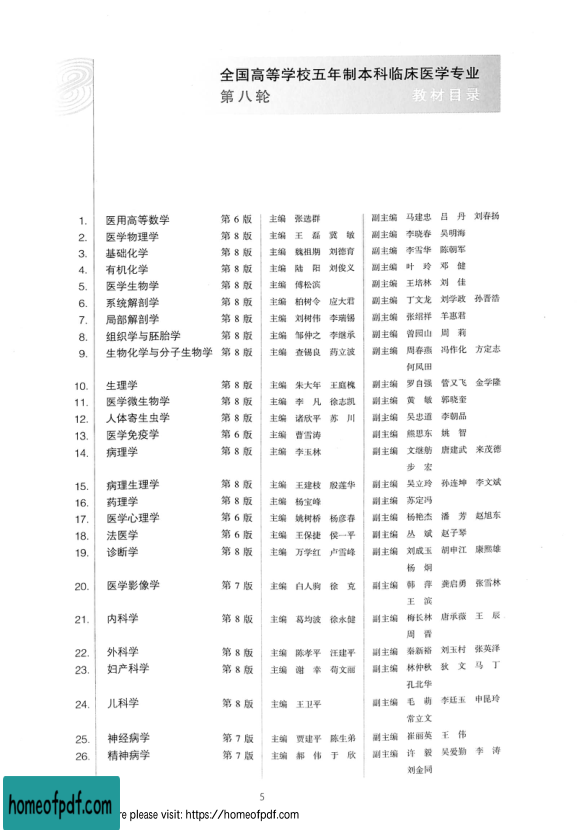 全国高等学校五年制本科临床医学专业
第八轮 教材目录
1. 医用高等数学 第 6 版 主编 张选群 副主编 马建忠 吕 丹 刘春扬
2. 医学物理学 第 8 版 主编 王 磊 冀 敏 副主编 李晓春 吴明海
3. 基础化学 第 8 版 主编 魏祖期 刘德育 副主编 李雪华 陈朝军
4. 有机化学 第 8 版 主编 陆 阳 刘俊义 副主编 叶 玲 邓 健
5. 医学生物学 第 8 版 主编 傅松滨 副主编 王培林 刘 佳
6. 系统解剖学 第 8 版 主编 柏树令 应大君 副主编 丁文龙 刘学政 孙晋浩
7. 局部解剖学 第 8 版 主编 刘树伟 李瑞锡 副主编 张绍祥 羊惠君
8. 组织学与胚胎学 第 8 版 主编 邹仲之 李继承 副主编 曾园山 周 莉
9. 生物化学与分子生物学 第 8 版 主编 查锡良 药立波 副主编 周春燕 冯作化 方定志
何凤田
10. 生理学 第 8 版 主编 朱大年 王庭槐 副主编 罗自强 管又飞 金学隆
11. 医学微生物学 第 8 版 主编 李 凡 徐志凯 副主编 黄 敏 郭晓奎
12. 人体寄生虫学 第 8 版 主编 诸欣平 苏 川 副主编 吴忠道 李朝品
13. 医学免疫学 第 6 版 主编 曹雪涛 副主编 熊思东 姚 智
14. 病理学 第 8 版 主编 李玉林 副主编 文继舫 唐建武 来茂德
步 宏
15. 病理生理学 第 8 版 主编 王建枝 殷莲华 副主编 吴立玲 孙连坤 李文斌
16. 药理学 第 8 版 主编 杨宝峰 副主编 苏定冯
17. 医学心理学 第 6 版 主编 姚树桥 杨彦春 副主编 杨艳杰 潘 芳 赵旭东
18. 法医学 第 6 版 主编 王保捷 侯一平 副主编 丛 斌 赵子琴
19. 诊断学 第 8 版 主编 万学红 卢雪峰 副主编 刘成玉 胡申江 康熙雄
杨 炯
20. 医学影像学 第 7 版 主编 白人驹 徐 克 副主编 韩 萍 龚启勇 张雪林
王 滨
21. 内科学 第 8 版 主编 葛均波 徐永健 副主编 梅长林 唐承薇 王 辰
周 晋
22. 外科学 第 8 版 主编 陈孝平 汪建平 副主编 秦新裕 刘玉村 张英泽
23. 妇产科学 第 8 版 主编 谢 幸 苟文丽 副主编 林仲秋 狄 文 马 丁
孔北华
24. 儿科学 第 8 版 主编 王卫平 副主编 毛 萌 李廷玉 申昆玲
常立文
25. 神经病学 第 7 版 主编 贾建平 陈生弟 副主编 崔丽英 王 伟
26. 精神病学 第 7 版 主编 郝 伟 于 欣 副主编 许 毅 吴爱勤 李 涛
刘金同
5
homeofpdf.com
re please visit: https://homeofpdf.com